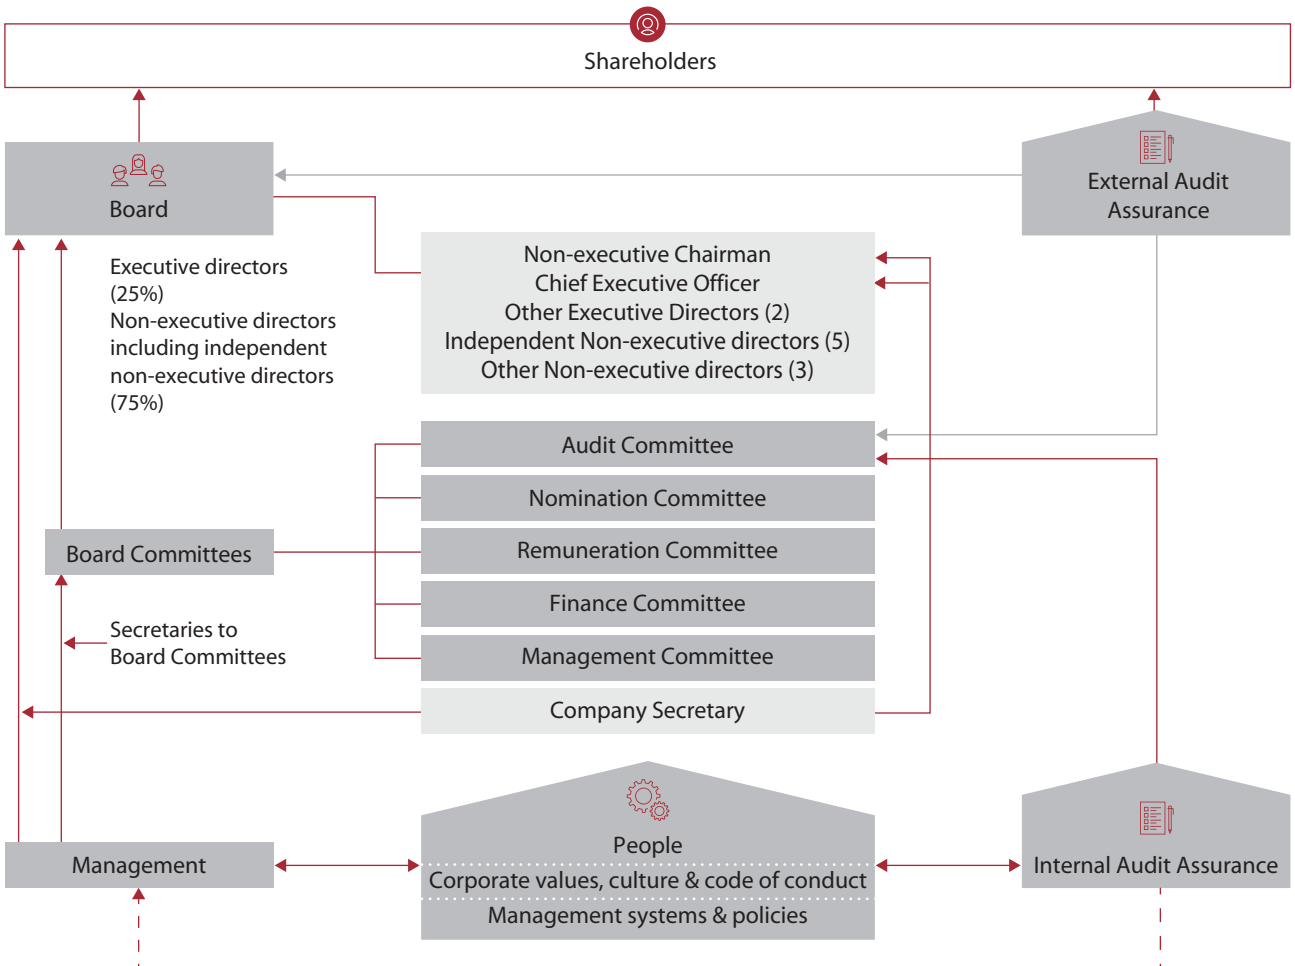 Shareholders
Board
External Audit
Assurance
Executive directors
(25%)
Non-executive directors
including independent
non-executive directors
(75%)
Non-executive Chairman
Chief Executive Officer
Other Executive Directors (2)
Independent Non-executive directors (5)
Other Non-executive directors (3)
Audit Committee
Nomination Committee
Remuneration Committee
Finance Committee
Management Committee
Board Committees
Secretaries to
Board Committees
Company Secretary
Management
People
Corporate values, culture & code of conduct
Management systems & policies
Internal Audit Assurance